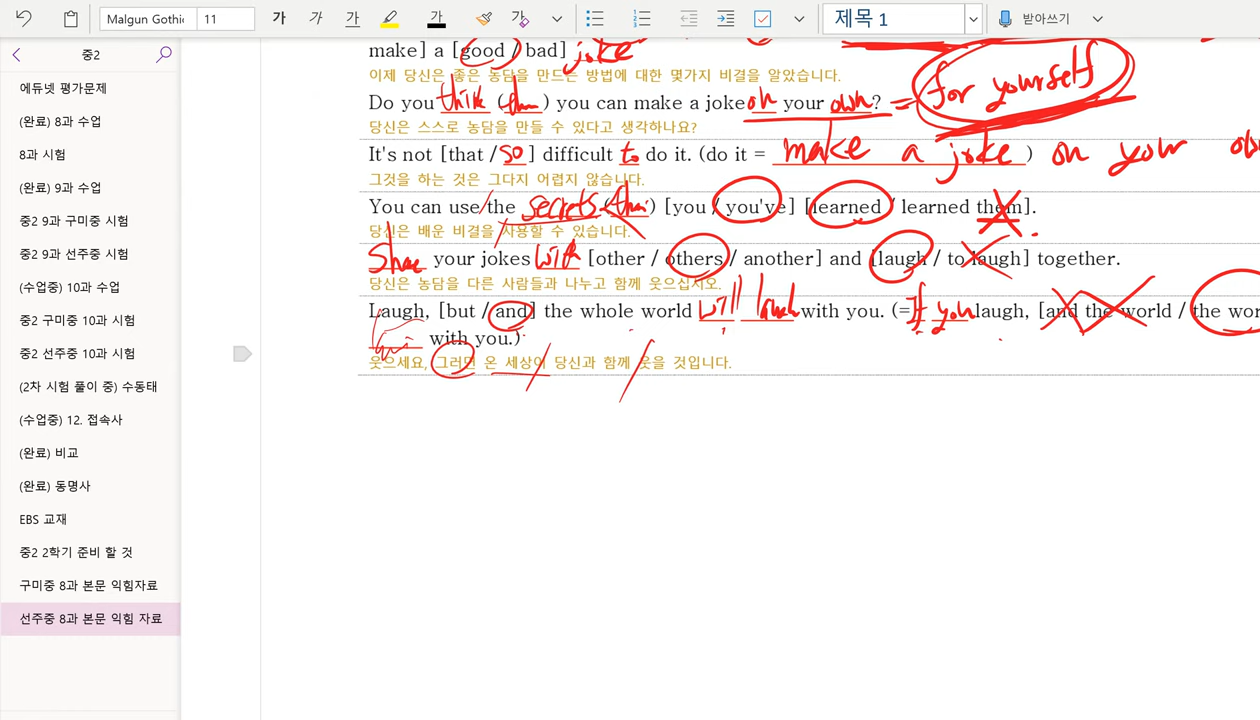 Malgun Gothic 11 가 가 가 가 가 제목 1 받아쓰기
중2
에듀넷 평가문제
(완료) 8과 수업
8과 시험
(완료) 9과 수업
중2 9과 구미중 시험
중2 9과 선주중 시험
(수업중) 10과 수업
중2 구미중 10과 시험
중2 선주중 10과 시험
(2차 시험 풀이 중) 수동태
(수업중) 12. 접속사
(완료) 비교
(완료) 동명사
EBS 교재
중2 2학기 준비 할 것
구미중 8과 본문 익힘자료
선주중 8과 본문 익힘 자료
make] a [good / bad] joke
이제 당신은 좋은 농담을 만드는 방법에 대한 몇가지 비결을 알았습니다.
for yourself
Do you think (that) you can make a joke on your own? =
당신은 스스로 농담을 만들 수 있다고 생각하나요?
It's not [that / so] difficult to do it. (do it = make a joke) on your
그것을 하는 것은 그다지 어렵지 않습니다.
You can use the secrets (that) [you / you've] [learned / learned them].
당신은 배운 비결을 사용할 수 있습니다.
Share your jokes with [other / others / another] and [laugh / to laugh] together.
당신은 농담을 다른 사람들과 나누고 함께 웃으십시오.
Laugh, [but / and] the whole world will laugh with you. (=If you laugh, [and the world / the wor
with you.)
웃으세요, 그러면 온 세상이 당신과 함께 웃을 것입니다.